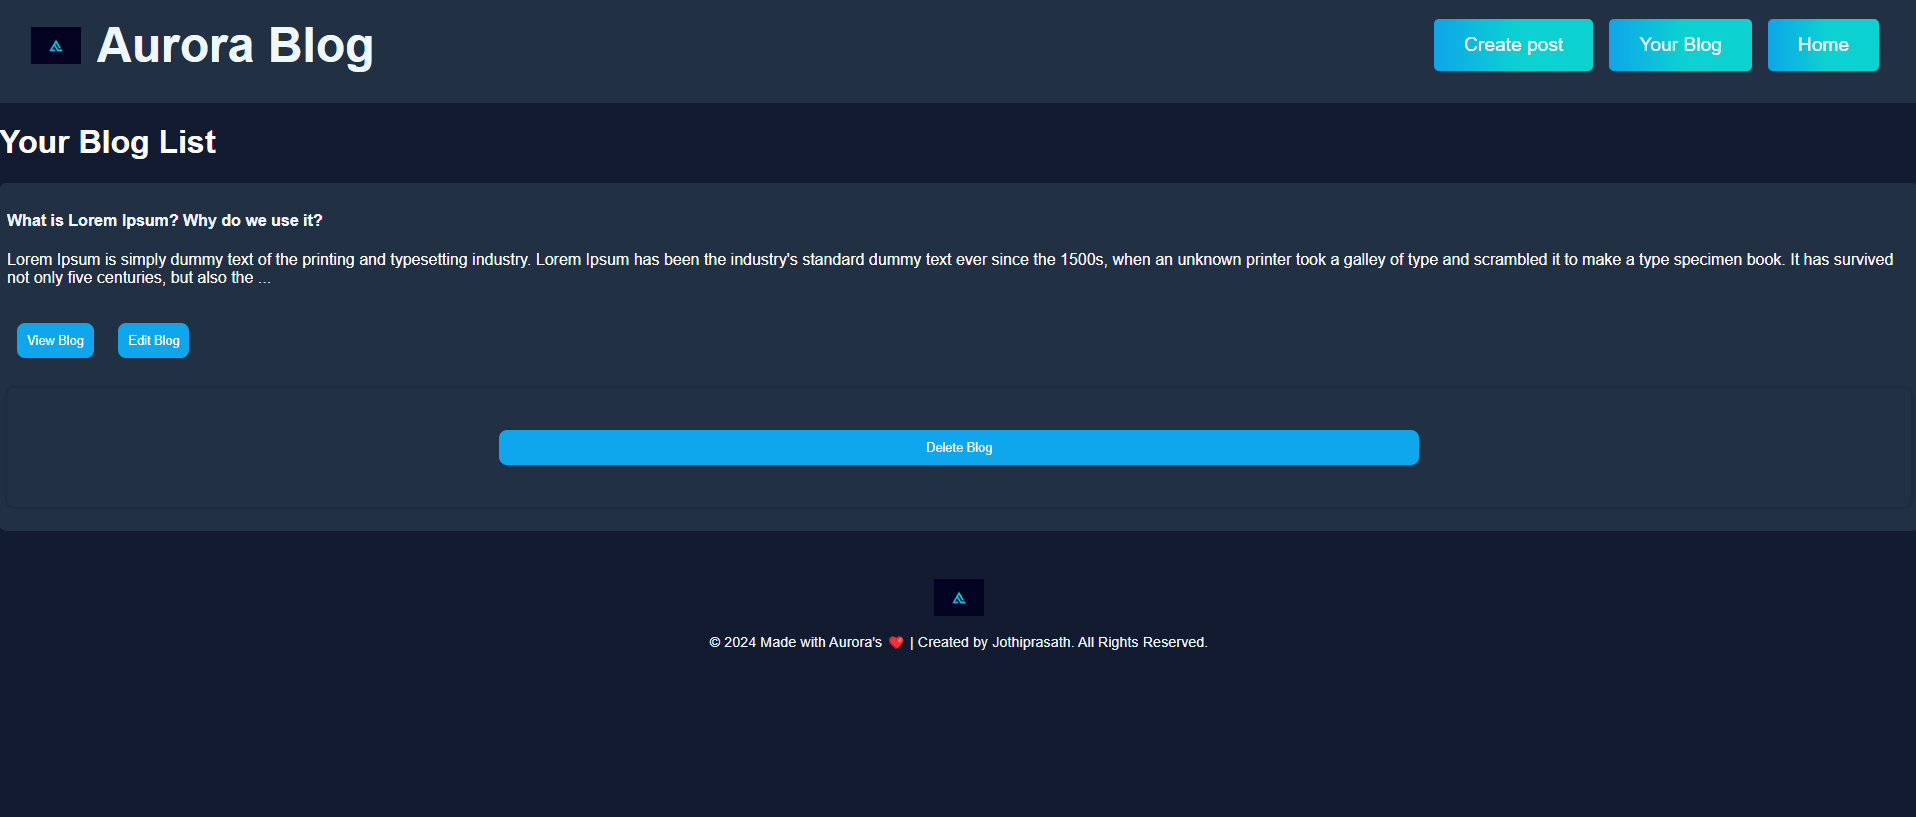 Aurora Blog
Create post
Your Blog
Home
Your Blog List
What is Lorem Ipsum? Why do we use it?
Lorem Ipsum is simply dummy text of the printing and typesetting industry. Lorem Ipsum has been the industry's standard dummy text ever since the 1500s, when an unknown printer took a galley of type and scrambled it to make a type specimen book. It has survived
not only five centuries, but also the ...
View Blog
Edit Blog
Delete Blog
© 2024 Made with Aurora's ❤️ | Created by Jothiprasath. All Rights Reserved.